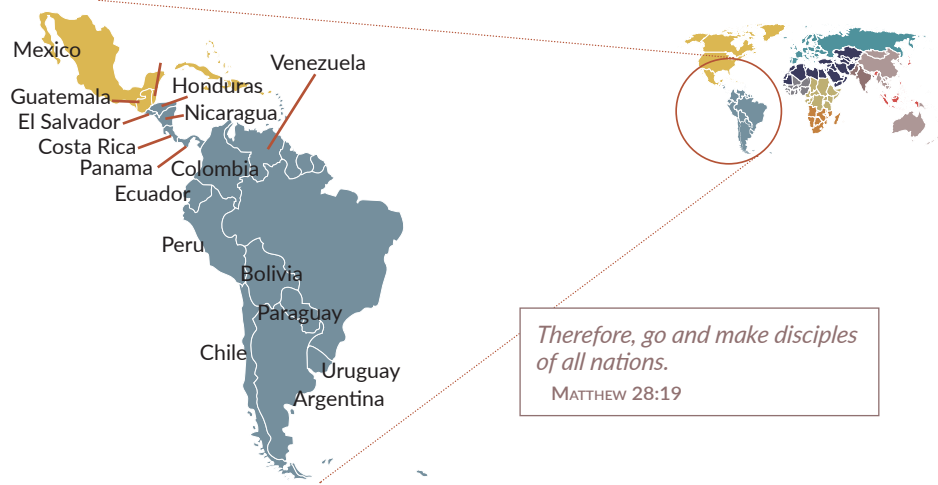 Mexico
Venezuela
Honduras
Guatemala
Nicaragua
El Salvador
Costa Rica
Panama
Colombia
Ecuador
Peru
Bolivia
Paraguay
Chile
Uruguay
Argentina
Therefore, go and make disciples
of all nations.
Matthew 28:19